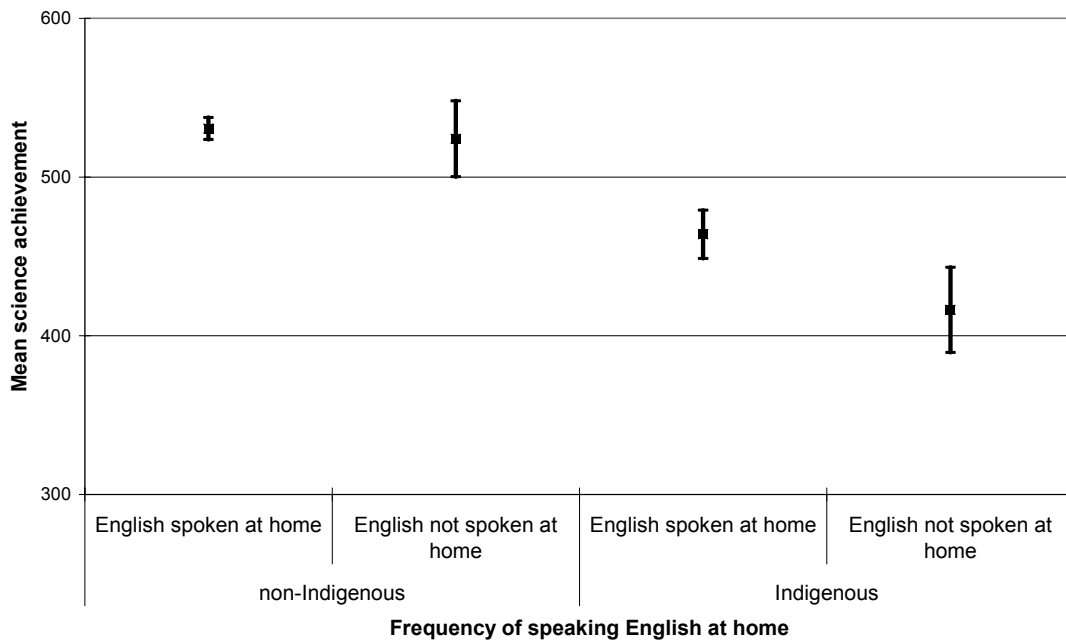 600
500
400
300
Mean science achievement
English spoken at home
English not spoken at
home
English spoken at home
English not spoken at
home
non-Indigenous
Indigenous
Frequency of speaking English at home